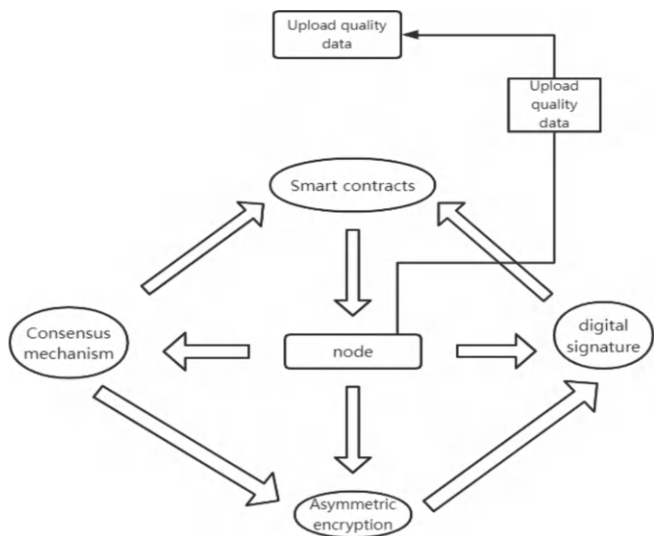 Upload quality
data
Upload
quality
data
Smart contracts
Consensus
mechanism
node
digital
signature
Asymmetric
encryption